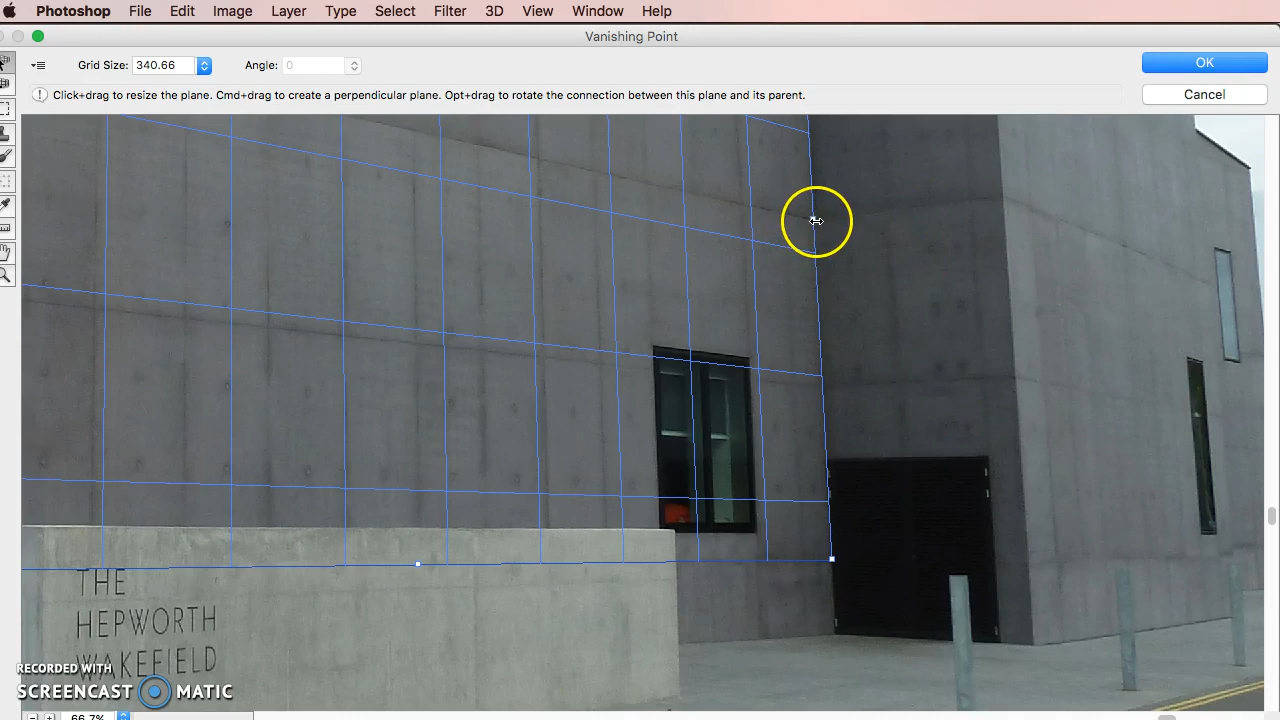 Photoshop File Edit Image Layer Type Select Filter 3D View Window Help
Vanishing Point
Grid Size: 340.66 Angle: 0 OK
Click+drag to resize the plane. Cmd+drag to create a perpendicular plane. Opt+drag to rotate the connection between this plane and its parent. Cancel
THE
HEPWORTH
WAKEFIELD
RECORDED WITH
SCREENCAST MATIC
66.7%